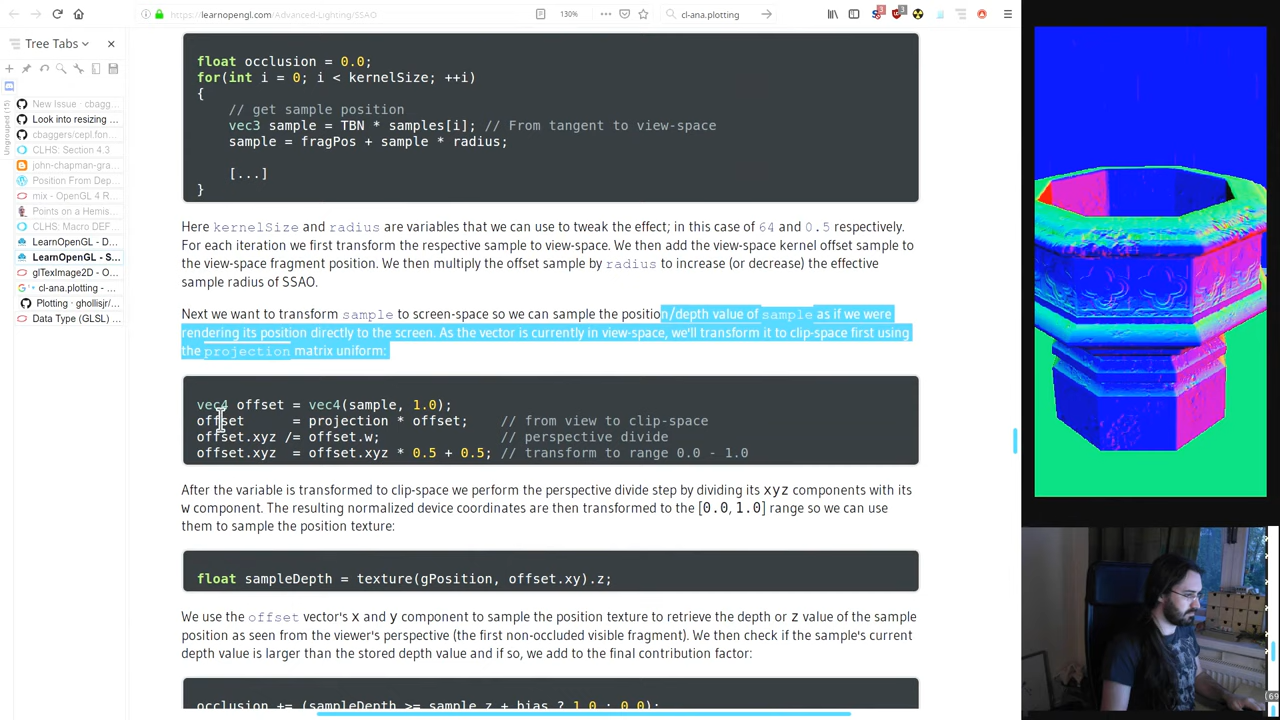 https://learnopengl.com/Advanced-Lighting/SSAO
130%
cl-ana.plotting
Tree Tabs
Ungrouped (15)
New Issue · cbagg...
Look into resizing ...
cbaggers/cepl.fon...
CLHS: Section 4.3
john-chapman-gra...
Position From Dep...
mix - OpenGL 4 R...
Points on a Hemis...
CLHS: Macro DEF...
LearnOpenGL - D...
LearnOpenGL - S...
glTexImage2D - O...
cl-ana.plotting - ...
Plotting · ghollisjr/...
Data Type (GLSL) ...
float occlusion = 0.0;
for(int i = 0; i < kernelSize; ++i)
{
// get sample position
vec3 sample = TBN * samples[i]; // From tangent to view-space
sample = fragPos + sample * radius;
[...]
}
Here kernelSize and radius are variables that we can use to tweak the effect; in this case of 64 and 0.5 respectively.
For each iteration we first transform the respective sample to view-space. We then add the view-space kernel offset sample to
the view-space fragment position. We then multiply the offset sample by radius to increase (or decrease) the effective
sample radius of SSAO.
Next we want to transform sample to screen-space so we can sample the position/depth value of sample as if we were
rendering its position directly to the screen. As the vector is currently in view-space, we'll transform it to clip-space first using
the projection matrix uniform:
vec4 offset = vec4(sample, 1.0);
offset = projection * offset; // from view to clip-space
offset.xyz /= offset.w; // perspective divide
offset.xyz = offset.xyz * 0.5 + 0.5; // transform to range 0.0 - 1.0
After the variable is transformed to clip-space we perform the perspective divide step by dividing its xyz components with its
w component. The resulting normalized device coordinates are then transformed to the [0.0, 1.0] range so we can use
them to sample the position texture:
float sampleDepth = texture(gPosition, offset.xy).z;
We use the offset vector's x and y component to sample the position texture to retrieve the depth or z value of the sample
position as seen from the viewer's perspective (the first non-occluded visible fragment). We then check if the sample's current
depth value is larger than the stored depth value and if so, we add to the final contribution factor:
occlusion += (sampleDepth >= sample.z + bias ? 1.0 : 0.0);